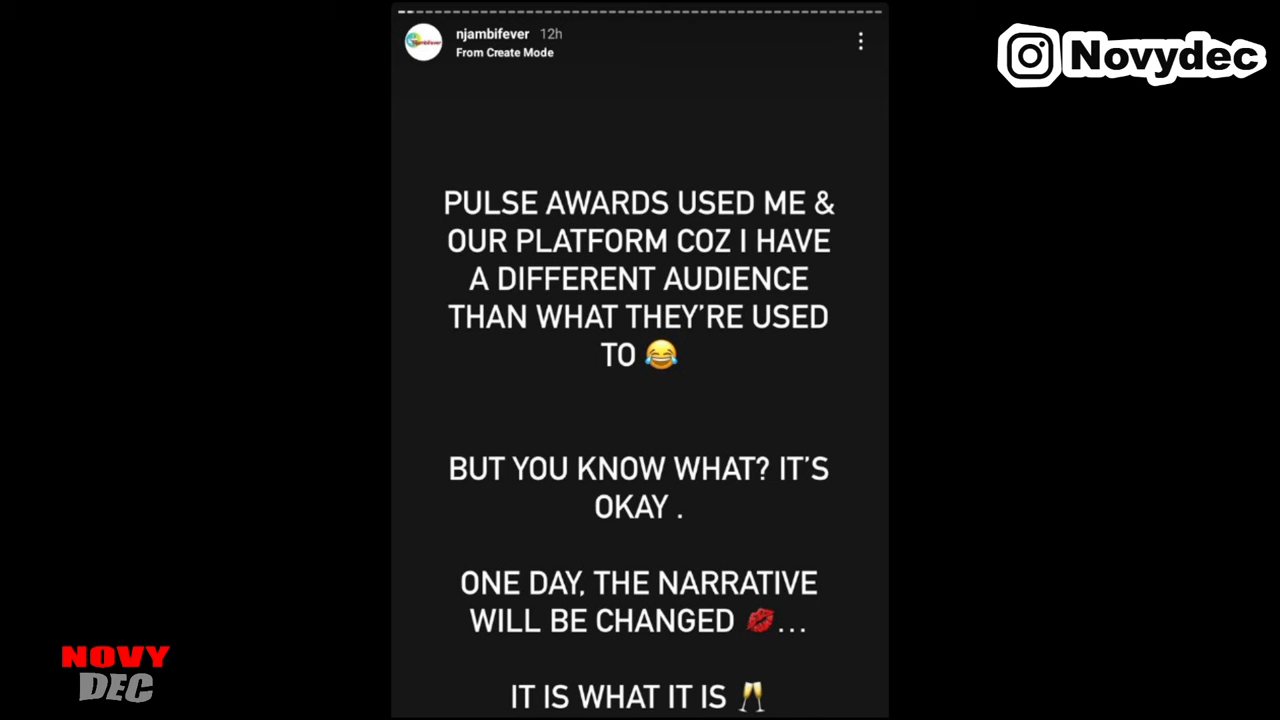 njambifever 12h
From Create Mode
Novydec
PULSE AWARDS USED ME &
OUR PLATFORM COZ I HAVE
A DIFFERENT AUDIENCE
THAN WHAT THEY’RE USED
TO 😂
BUT YOU KNOW WHAT? IT’S
OKAY .
ONE DAY, THE NARRATIVE
WILL BE CHANGED 💋...
IT IS WHAT IT IS 🥂
NOVY
DEC